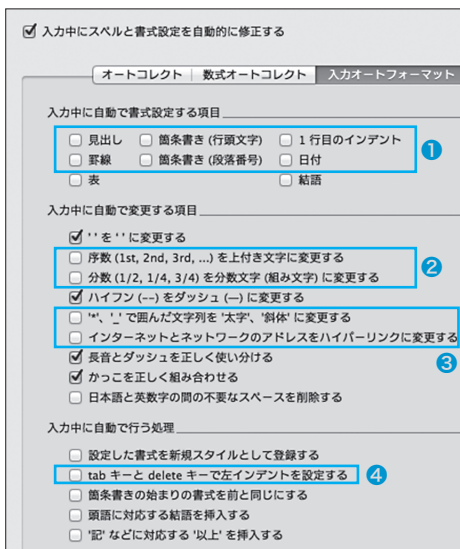 入力中にスペルと書式設定を自動的に修正する
オートコレクト 数式オートコレクト 入力オートフォーマット
入力中に自動で書式設定する項目
見出し 箇条書き (行頭文字) 1 行目のインデント
罫線 箇条書き (段落番号) 日付
❶
表 結語
入力中に自動で変更する項目
' ' を ' ' に変更する
序数 (1st, 2nd, 3rd, ...) を上付き文字に変更する
分数 (1/2, 1/4, 3/4) を分数文字 (組み文字) に変更する
❷
ハイフン (--) をダッシュ (—) に変更する
'*'、'_' で囲んだ文字列を '太字'、'斜体' に変更する
インターネットとネットワークのアドレスをハイパーリンクに変更する
❸
長音とダッシュを正しく使い分ける
かっこを正しく組み合わせる
日本語と英数字の間の不要なスペースを削除する
入力中に自動で行う処理
設定した書式を新規スタイルとして登録する
tab キーと delete キーで左インデントを設定する ❹
箇条書きの始まりの書式を前と同じにする
頭語に対応する結語を挿入する
'記' などに対応する '以上' を挿入する